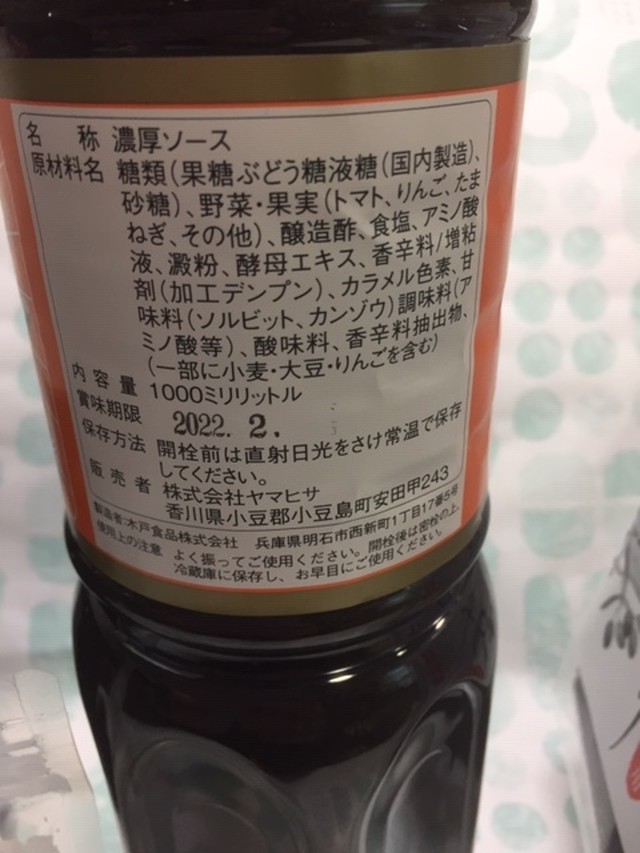 名 称 濃厚ソース
原材料名 糖類(果糖ぶどう糖液糖(国内製造)、
砂糖)、野菜・果実(トマト、りんご、たま
ねぎ、その他)、醸造酢、食塩、アミノ酸
液、澱粉、酵母エキス、香辛料/増粘
剤(加工デンプン)、カラメル色素、甘
味料(ソルビット、カンゾウ)調味料(ア
ミノ酸等)、酸味料、香辛料抽出物、
(一部に小麦・大豆・りんごを含む)
内容量 1000ミリリットル
賞味期限 2022. 2.
保存方法 開栓前は直射日光をさけ常温で保存
してください。
販売者 株式会社ヤマヒサ
香川県小豆郡小豆島町安田甲243
製造者:木戸食品株式会社 兵庫県明石市西新町1丁目17番5号
使用上の注意 よく振ってご使用ください。開栓後は密栓の上、
冷蔵庫に保存し、お早目にご使用ください。